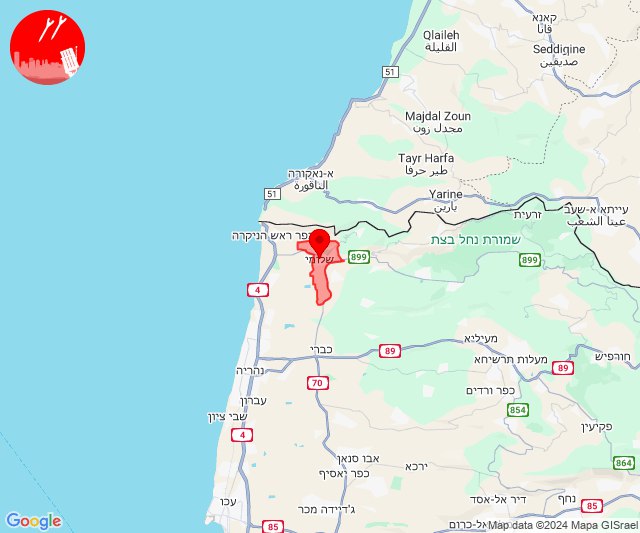 Qlaileh
القليلة
קאנא
قانا
Seddigine
صديقين
51
Majdal Zoun
مجدل زون
Tayr Harfa
طير حرفا
א-נאקורה
الناقورة
51
Yarine
يارين
עייתא א-שעב
عيتا الشعب
זרעית
כפר ראש הניקרה
שמורת נחל בצת
שלומי
899
899
4
כברי
89
מעיליא
נהריה
מעלות תרשיחא
חורפיש
89
70
כפר ורדים
עברון
854
שבי ציון
פקיעין
4
אבו סנאן
ירכא
כפר יאסיף
864
עכו
דיר אל-אסד
נחף
ג'דיידה מכר
85
85
אל-כרום
Google
Map data ©2024 Mapa GISrael